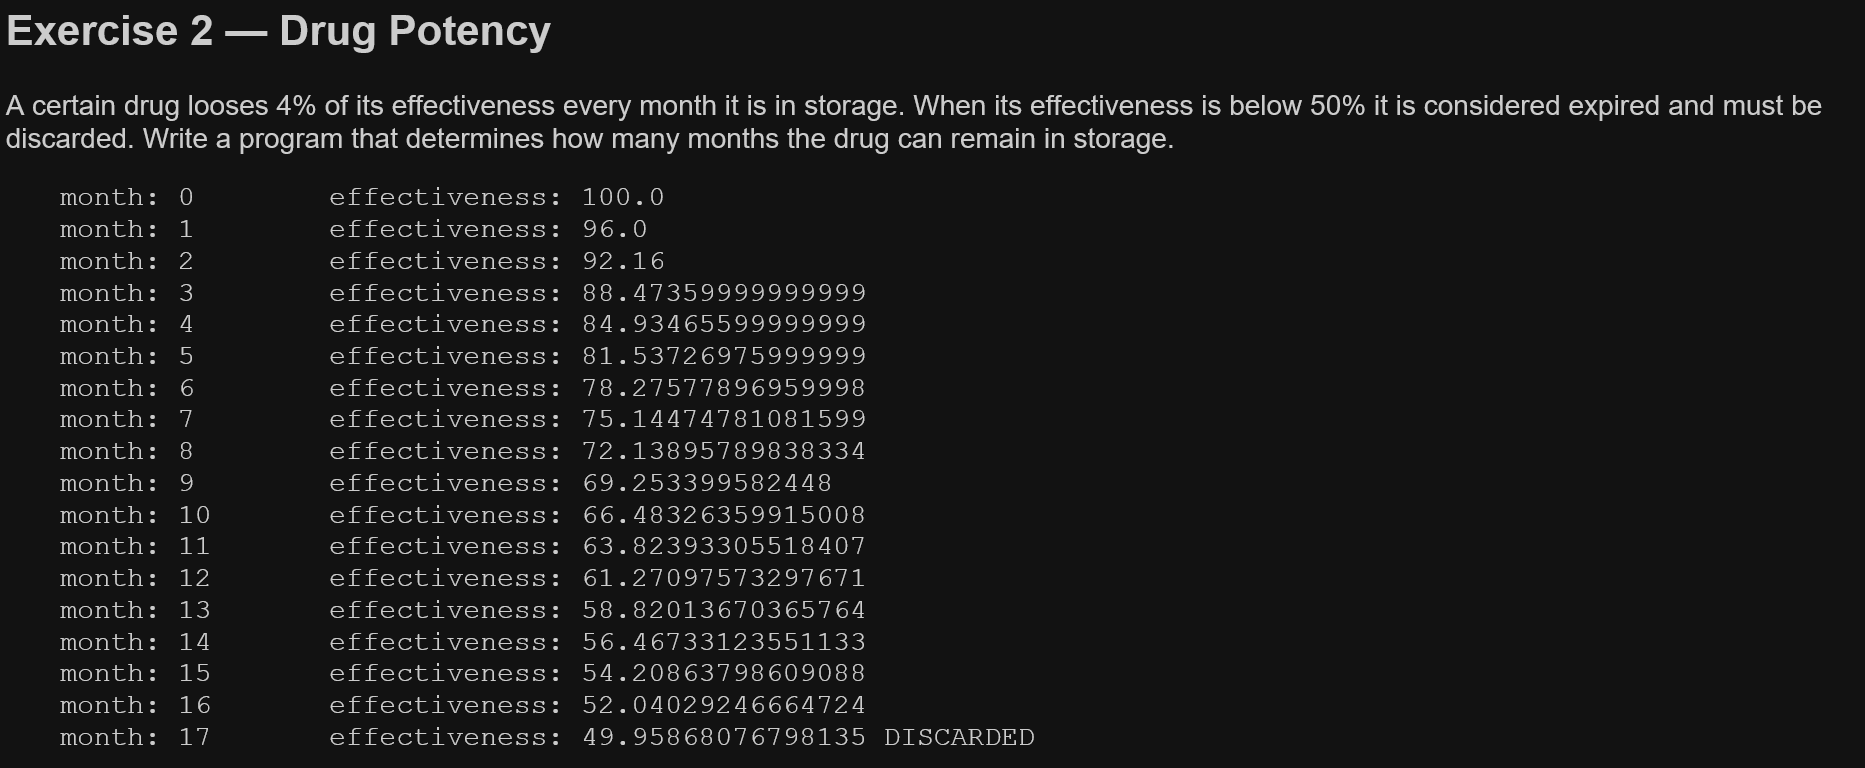 Exercise 2 — Drug Potency
A certain drug looses 4% of its effectiveness every month it is in storage. When its effectiveness is below 50% it is considered expired and must be
discarded. Write a program that determines how many months the drug can remain in storage.
month: 0        effectiveness: 100.0
month: 1        effectiveness: 96.0
month: 2        effectiveness: 92.16
month: 3        effectiveness: 88.47359999999999
month: 4        effectiveness: 84.93465599999999
month: 5        effectiveness: 81.53726975999999
month: 6        effectiveness: 78.27577896959998
month: 7        effectiveness: 75.14474781081599
month: 8        effectiveness: 72.13895789838334
month: 9        effectiveness: 69.253399582448
month: 10       effectiveness: 66.48326359915008
month: 11       effectiveness: 63.82393305518407
month: 12       effectiveness: 61.27097573297671
month: 13       effectiveness: 58.82013670365764
month: 14       effectiveness: 56.46733123551133
month: 15       effectiveness: 54.20863798609088
month: 16       effectiveness: 52.04029246664724
month: 17       effectiveness: 49.95868076798135 DISCARDED